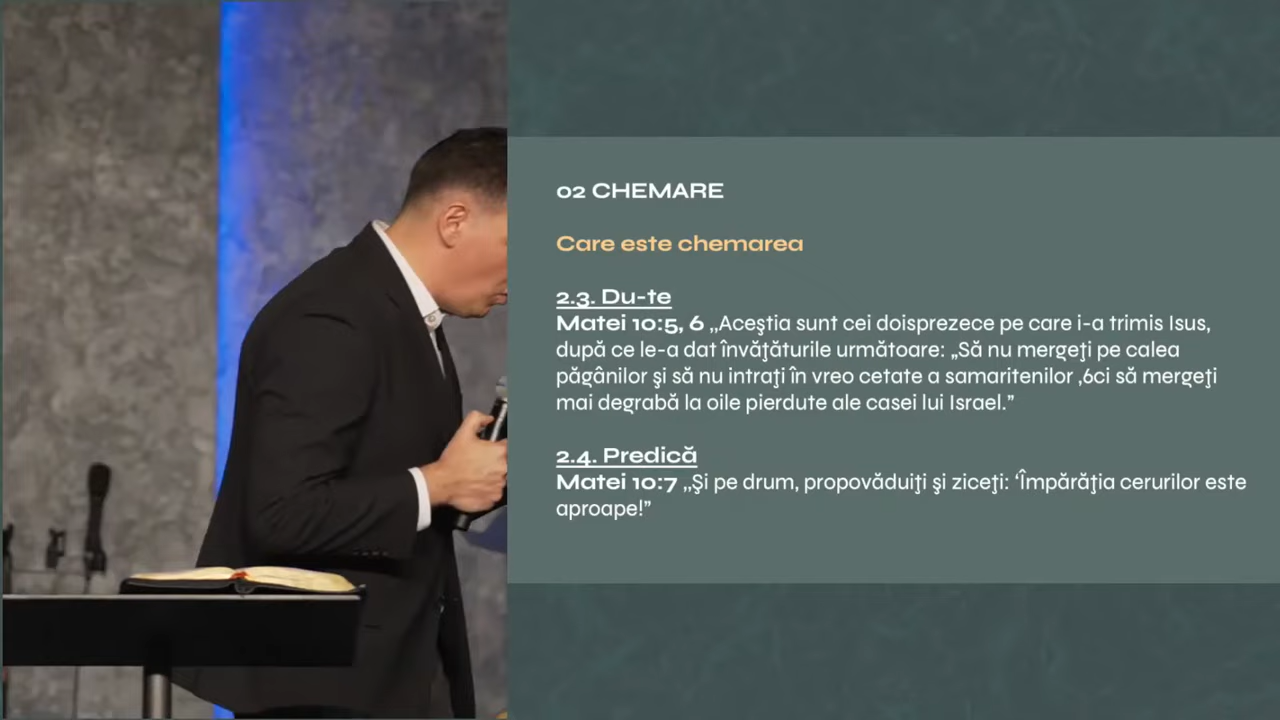 02 CHEMARE
Care este chemarea
2.3. Du-te
Matei 10:5, 6 „Aceştia sunt cei doisprezece pe care i-a trimis Isus,
după ce le-a dat învăţăturile următoare: „Să nu mergeţi pe calea
păgânilor şi să nu intraţi în vreo cetate a samaritenilor ,6ci să mergeţi
mai degrabă la oile pierdute ale casei lui Israel.”
2.4. Predică
Matei 10:7 „Şi pe drum, propovăduiţi şi ziceţi: ‘Împărăţia cerurilor este
aproape!”